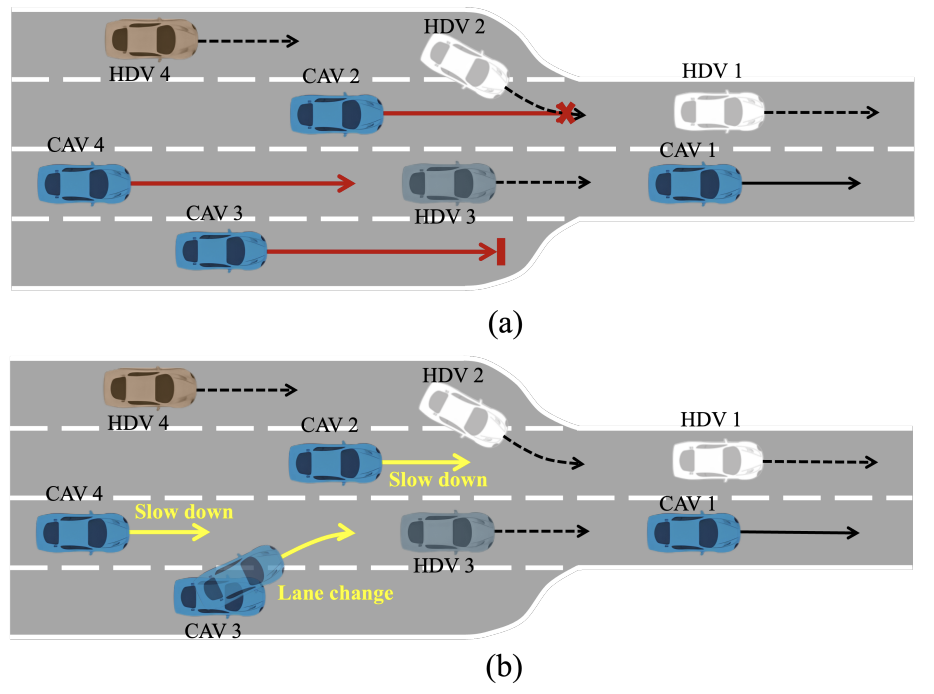 HDV 2
HDV 4
CAV 2
HDV 1
CAV 4
CAV 1
CAV 3
HDV 3
(a)
HDV 2
HDV 4
CAV 2
HDV 1
Slow down
CAV 4
Slow down
CAV 1
HDV 3
Lane change
CAV 3
(b)